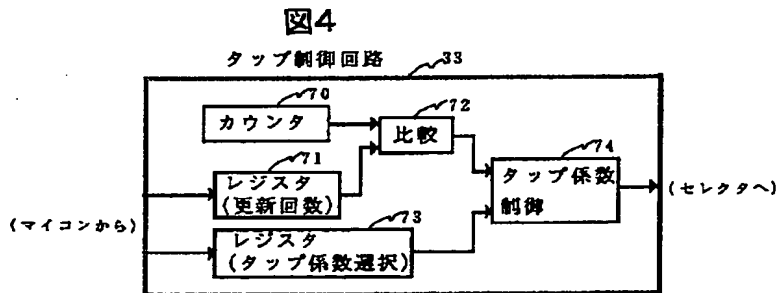 図4
タップ制御回路 33
70
カウンタ
72
比較
71
レジスタ
(更新回数)
74
タップ係数
制御
73
レジスタ
(タップ係数選択)
(マイコンから)
(セレクタへ)